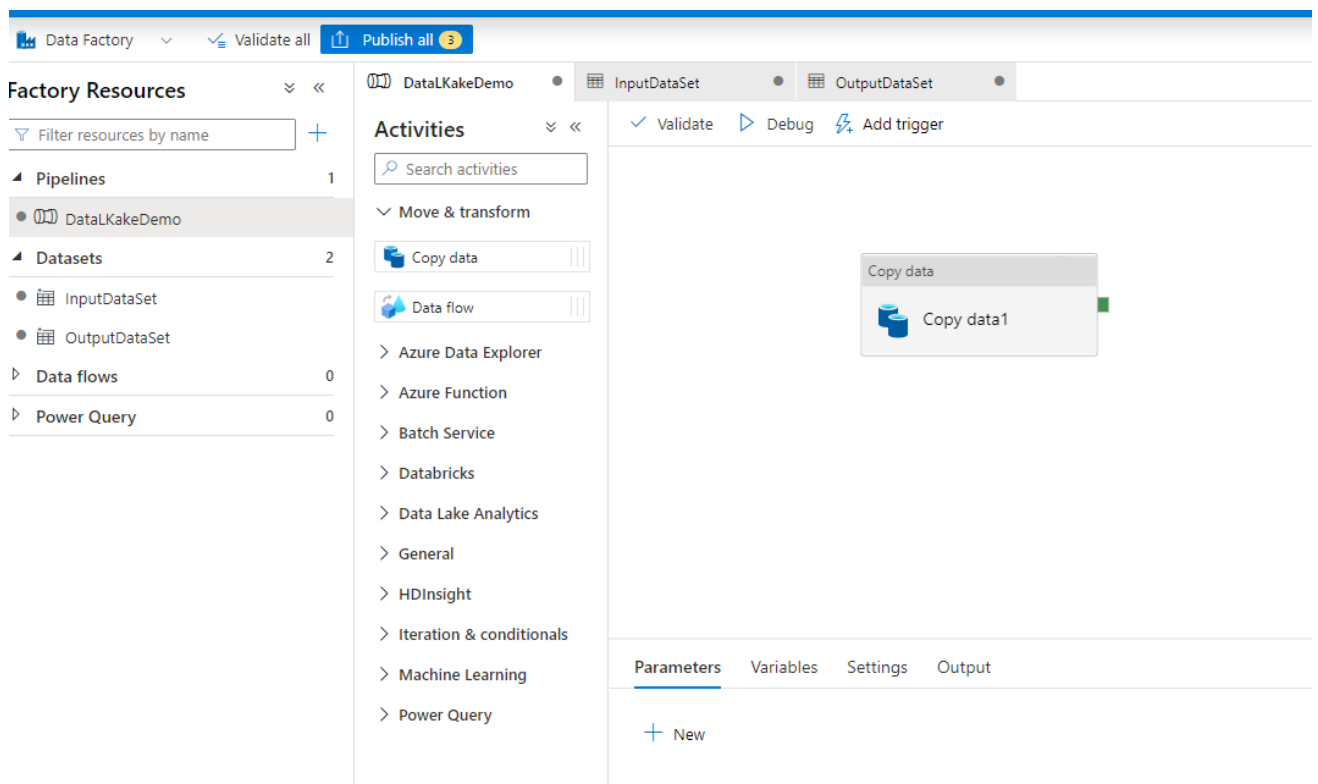 Data Factory Validate all Publish all 3
Factory Resources
Filter resources by name
Pipelines 1
DataLKakeDemo
Datasets 2
InputDataSet
OutputDataSet
Data flows 0
Power Query 0
DataLKakeDemo InputDataSet OutputDataSet
Activities
Search activities
Move & transform
Copy data
Data flow
Azure Data Explorer
Azure Function
Batch Service
Databricks
Data Lake Analytics
General
HDInsight
Iteration & conditionals
Machine Learning
Power Query
Validate Debug Add trigger
Copy data
Copy data1
Parameters Variables Settings Output
New